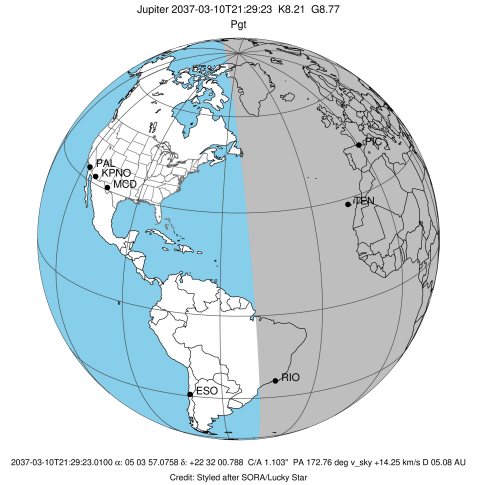 Jupiter 2037-03-10T21:29:23 K8.21 G8.77
Pgt
PIC
PAL
KPNO
MCD
TEN
RIO
ESO
2037-03-10T21:29:23.0100 α: 05 03 57.0758 δ: +22 32 00.788 C/A 1.103" PA 172.76 deg v_sky +14.25 km/s D 05.08 AU
Credit: Styled after SORA/Lucky Star